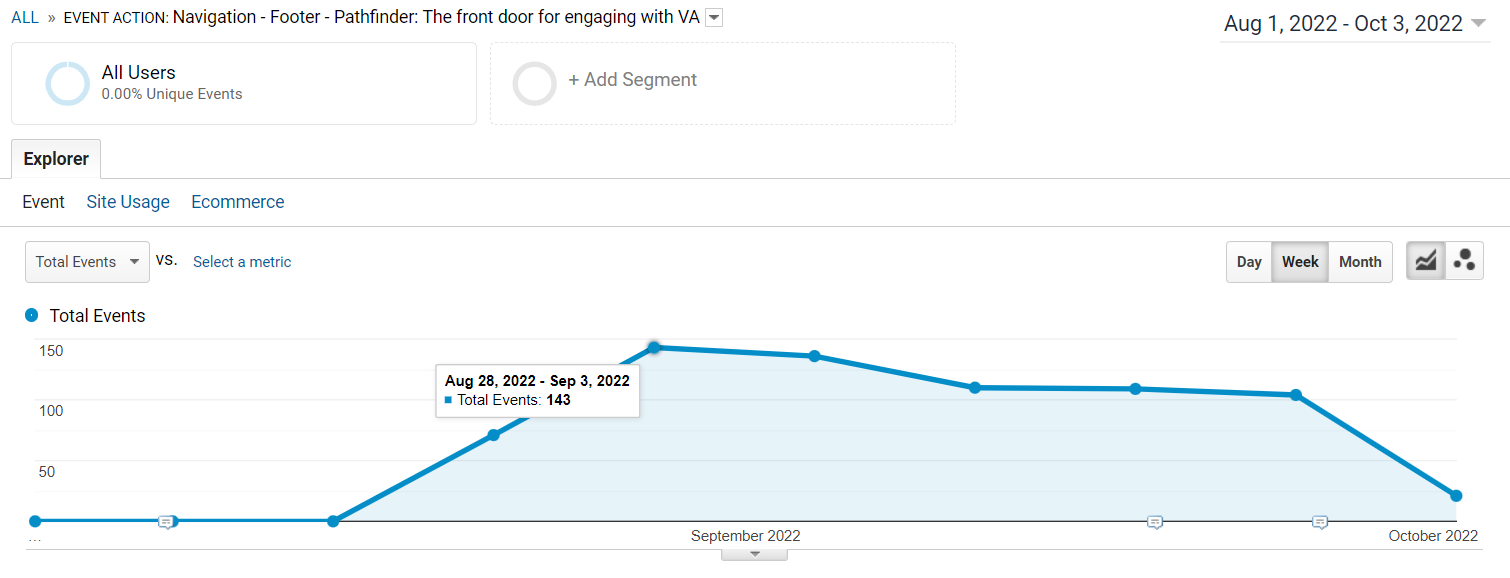 ALL » EVENT ACTION: Navigation - Footer - Pathfinder: The front door for engaging with VA
Aug 1, 2022 - Oct 3, 2022
All Users
0.00% Unique Events
+ Add Segment
Explorer
Event Site Usage Ecommerce
Total Events vs. Select a metric
Day Week Month
Total Events
150
100
50
Aug 28, 2022 - Sep 3, 2022
Total Events: 143
... September 2022 October 2022